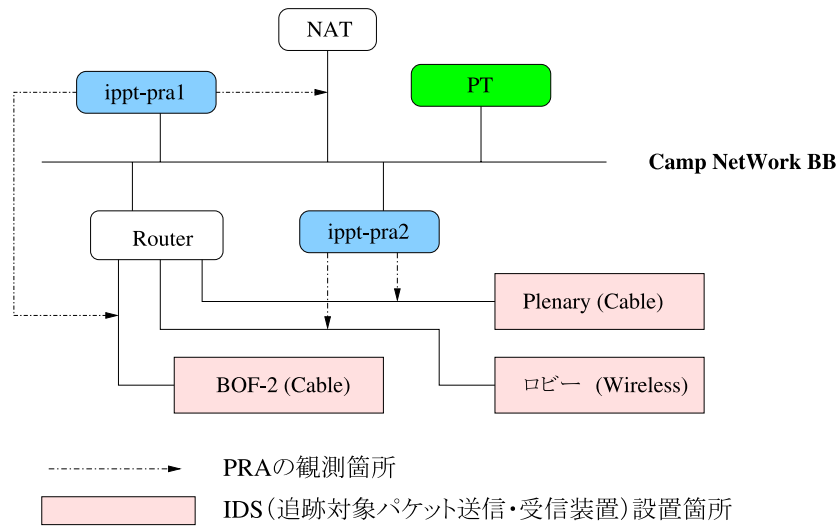 NAT
ippt-pra1
PT
Camp NetWork BB
Router
ippt-pra2
Plenary (Cable)
BOF-2 (Cable)
ロビー (Wireless)
PRAの観測箇所
IDS(追跡対象パケット送信・受信装置)設置箇所